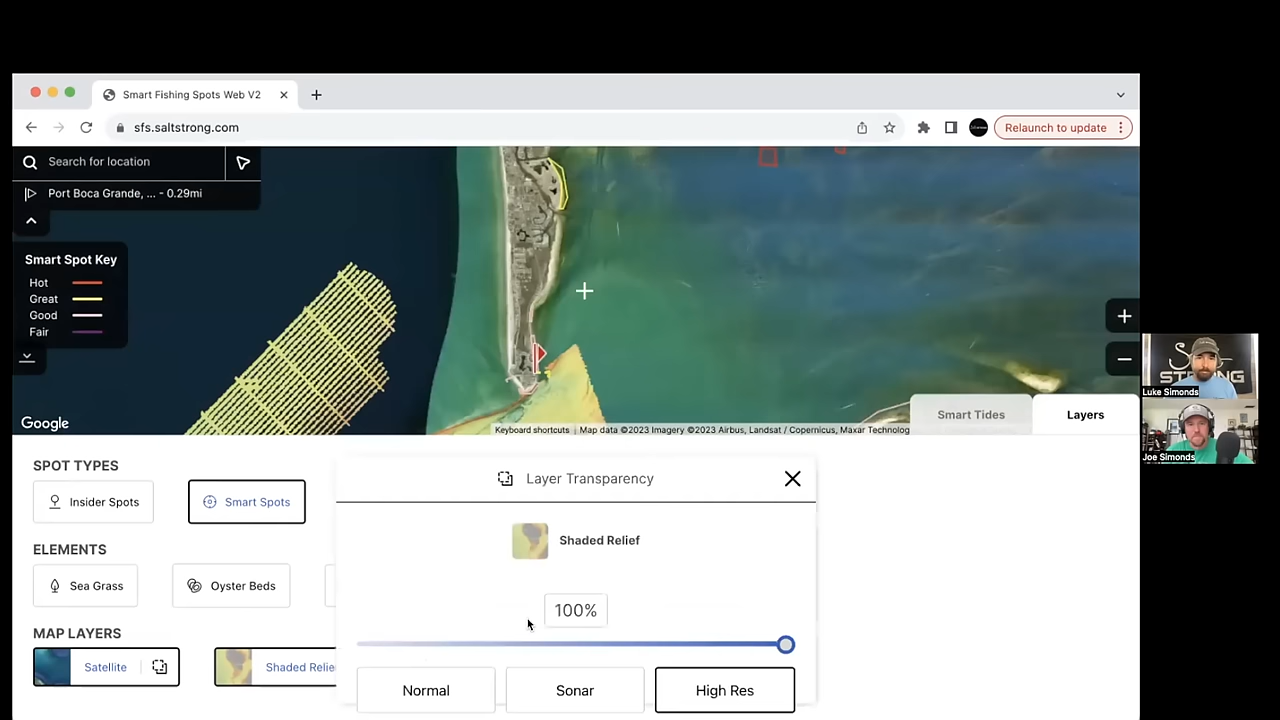 Smart Fishing Spots Web V2
sfs.saltstrong.com
Relaunch to update
Search for location
Port Boca Grande, ... - 0.29mi
Smart Spot Key
Hot
Great
Good
Fair
Google
Keyboard shortcuts
Map data ©2023 Imagery ©2023 Airbus, Landsat / Copernicus, Maxar Technolog
Smart Tides
Layers
SPOT TYPES
Insider Spots
Smart Spots
ELEMENTS
Sea Grass
Oyster Beds
MAP LAYERS
Satellite
Shaded Relie
Layer Transparency
Shaded Relief
100%
Normal
Sonar
High Res
Luke Simonds
Joe Simonds